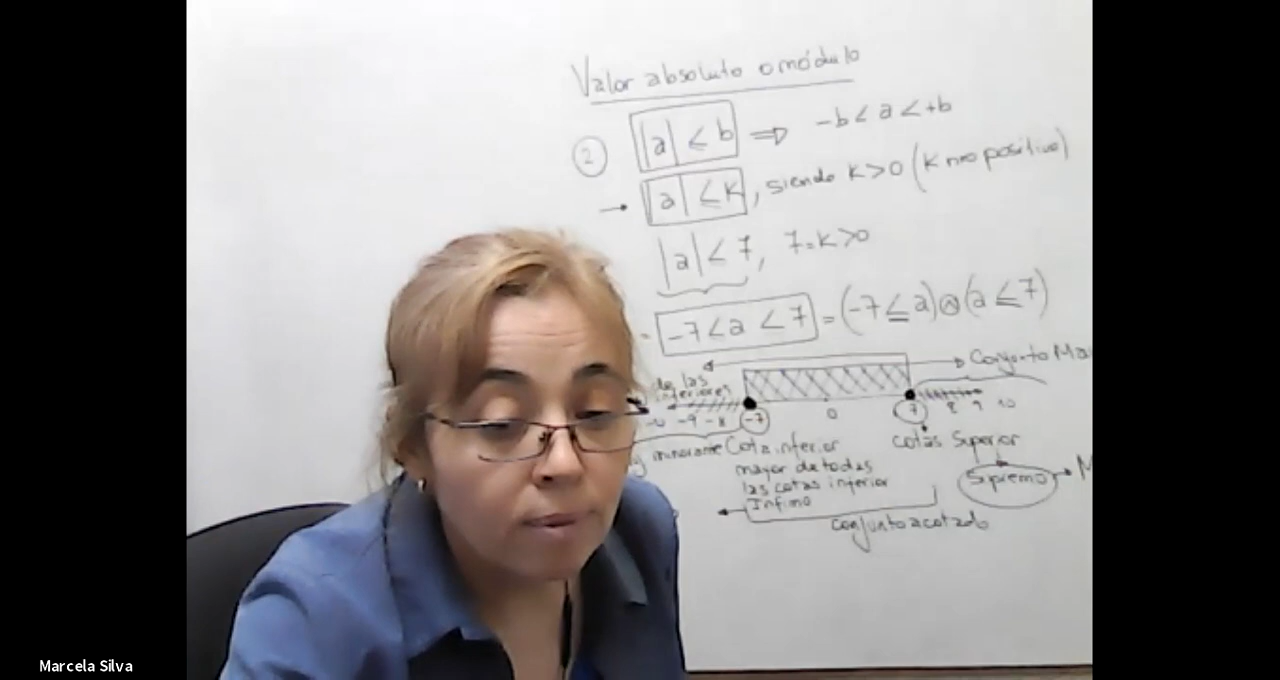 Valor absoluto o módulo
2 |a| < b ⇒ -b < a < +b
→ |a| ≤ K, siendo K>0 (K nro positivo)
|a| < 7, 7=K>0
-7 < a < 7 = (-7 ≤ a) ∧ (a ≤ 7)
Conjunto Ma
de las
inferiores
-9 -8 -7 0 7 8 9 10
y minorante Cota inferior
cotas Superior
mayor de todas
las cotas inferior
Supremo → M
Infimo
conjunto acotado
Marcela Silva